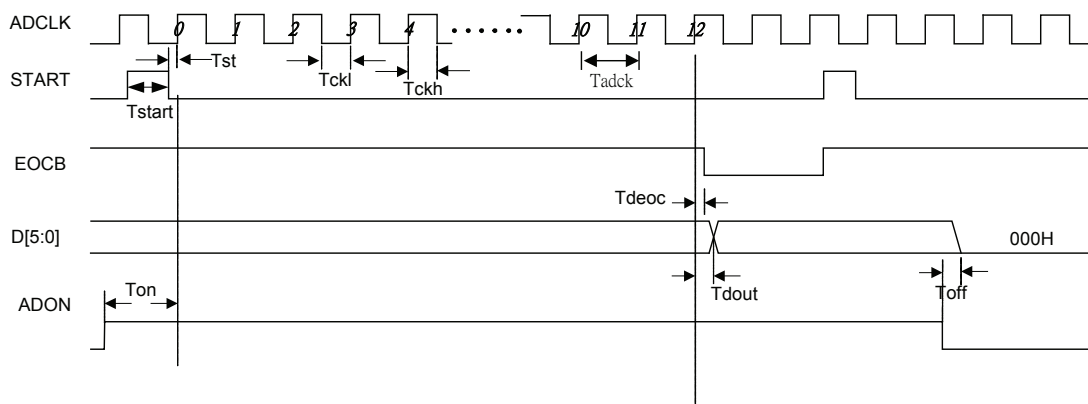 ADCLK
0 1 2 3 4 10 11 12
Tst
START
Tckl
Tckh
Tadck
Tstart
EOCB
Tdeoc
D[5:0]
000H
Ton
Tdout
Toff
ADON